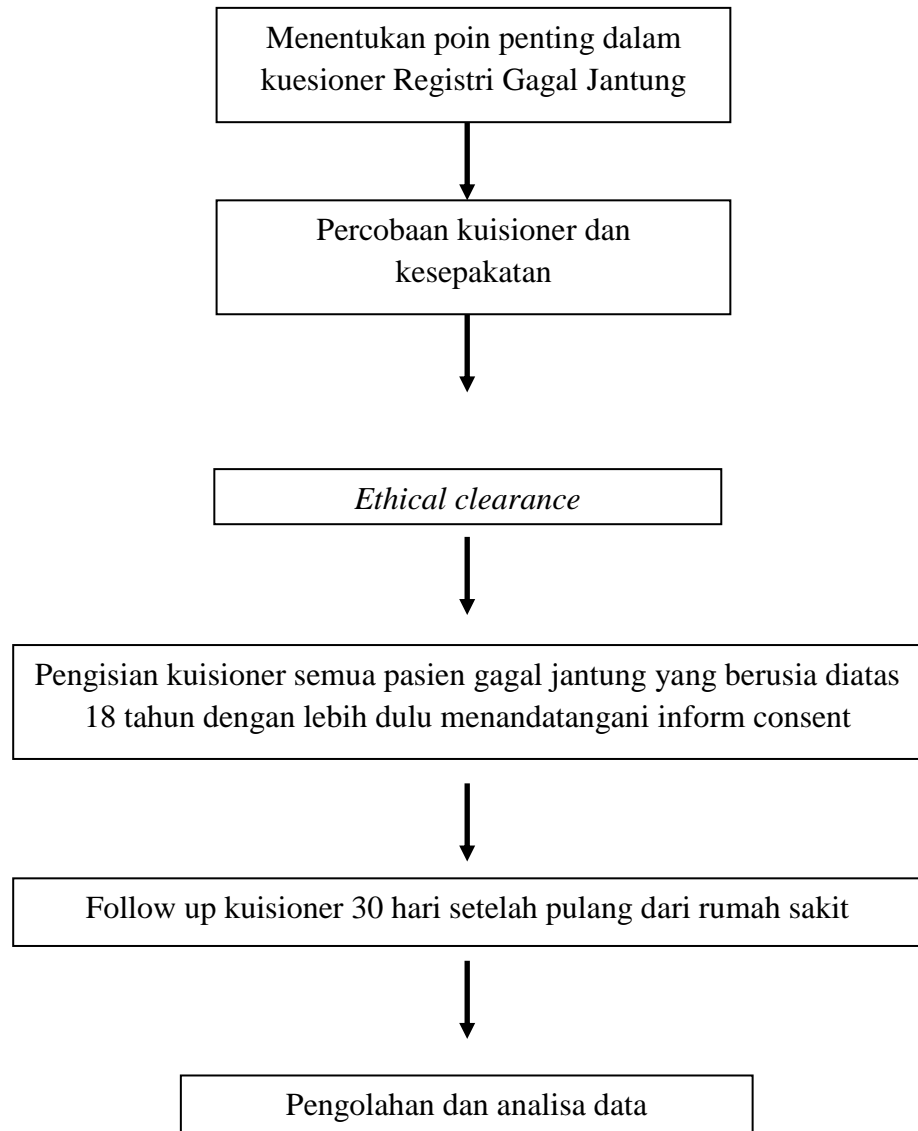 Menentukan poin penting dalam
kuesioner Registri Gagal Jantung
Percobaan kuisioner dan
kesepakatan
Ethical clearance
Pengisian kuisioner semua pasien gagal jantung yang berusia diatas
18 tahun dengan lebih dulu menandatangani inform consent
Follow up kuisioner 30 hari setelah pulang dari rumah sakit
Pengolahan dan analisa data